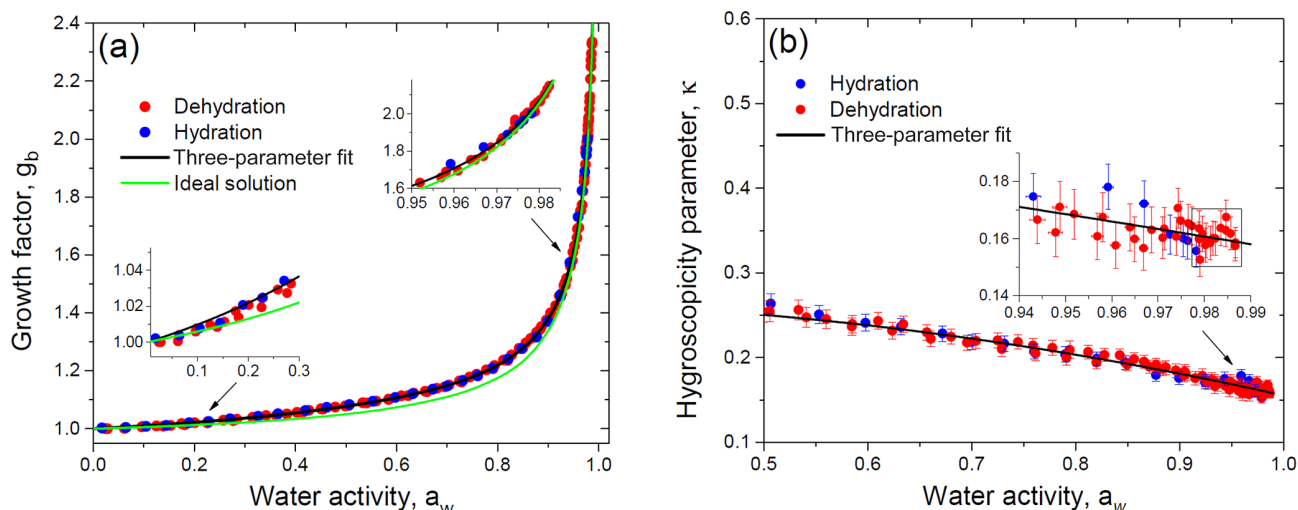 (a)
Growth factor, g_b
2.4
2.2
2.0
1.8
1.6
1.4
1.2
1.0
0.0 0.2 0.4 0.6 0.8 1.0
Water activity, a_w
Dehydration
Hydration
Three-parameter fit
Ideal solution
2.0
1.8
1.6
0.95 0.96 0.97 0.98
1.04
1.02
1.00
0.1 0.2 0.3
(b)
Hygroscopicity parameter, κ
0.6
0.5
0.4
0.3
0.2
0.1
0.5 0.6 0.7 0.8 0.9 1.0
Water activity, a_w
Hydration
Dehydration
Three-parameter fit
0.18
0.16
0.14
0.94 0.95 0.96 0.97 0.98 0.99